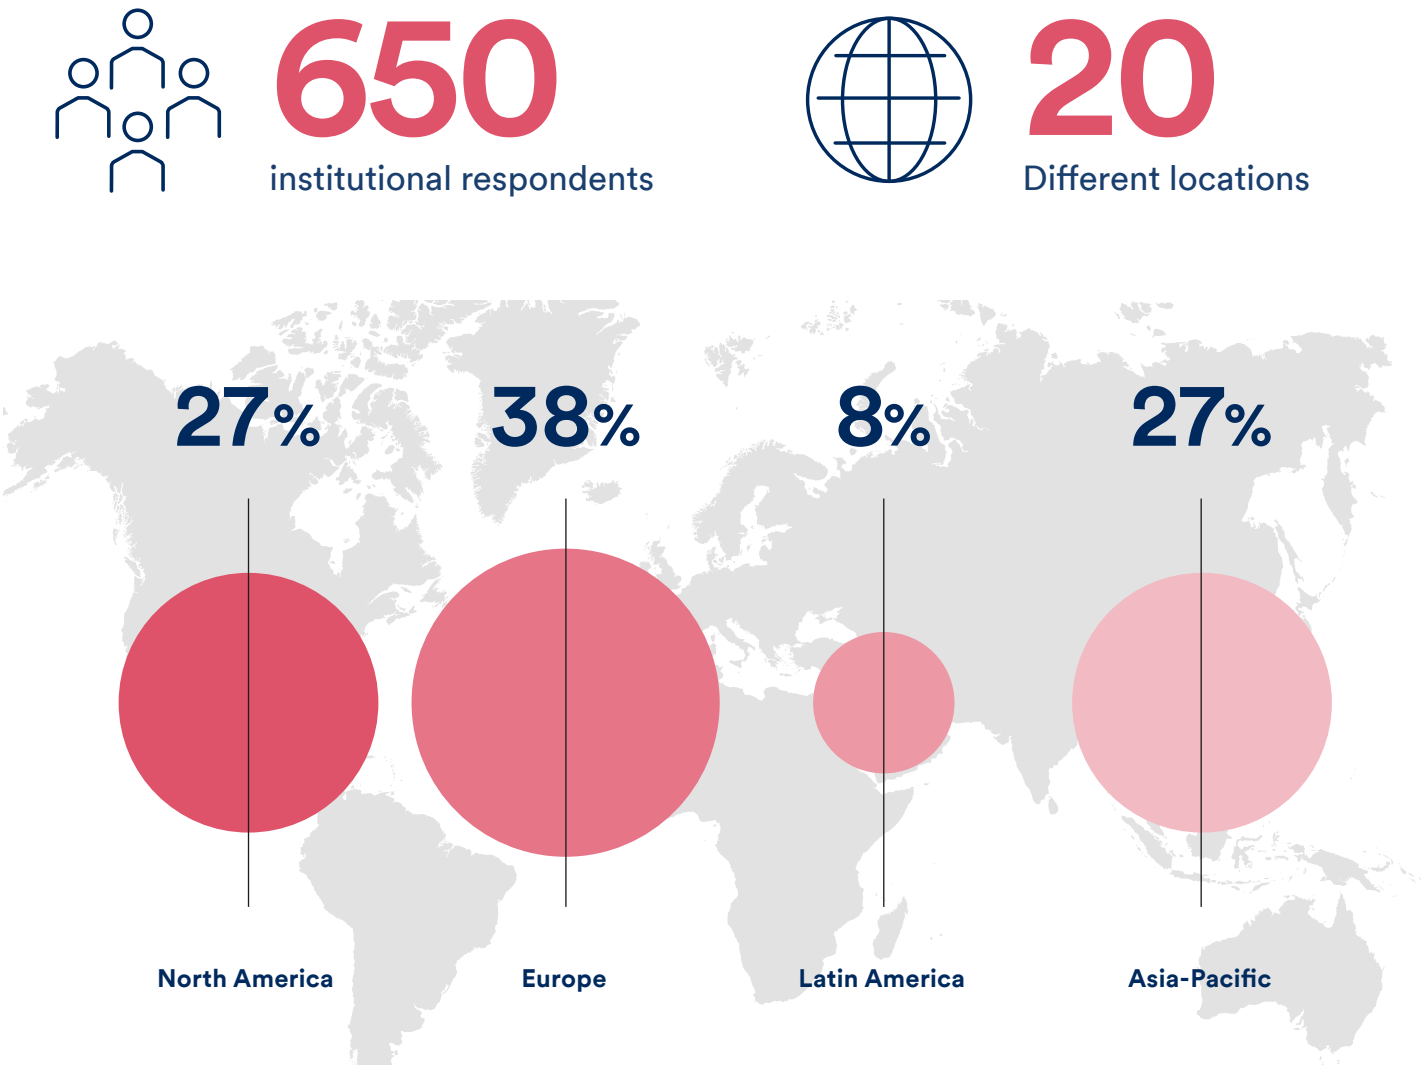 650
institutional respondents
20
Different locations
27%
38%
8%
27%
North America
Europe
Latin America
Asia-Pacific